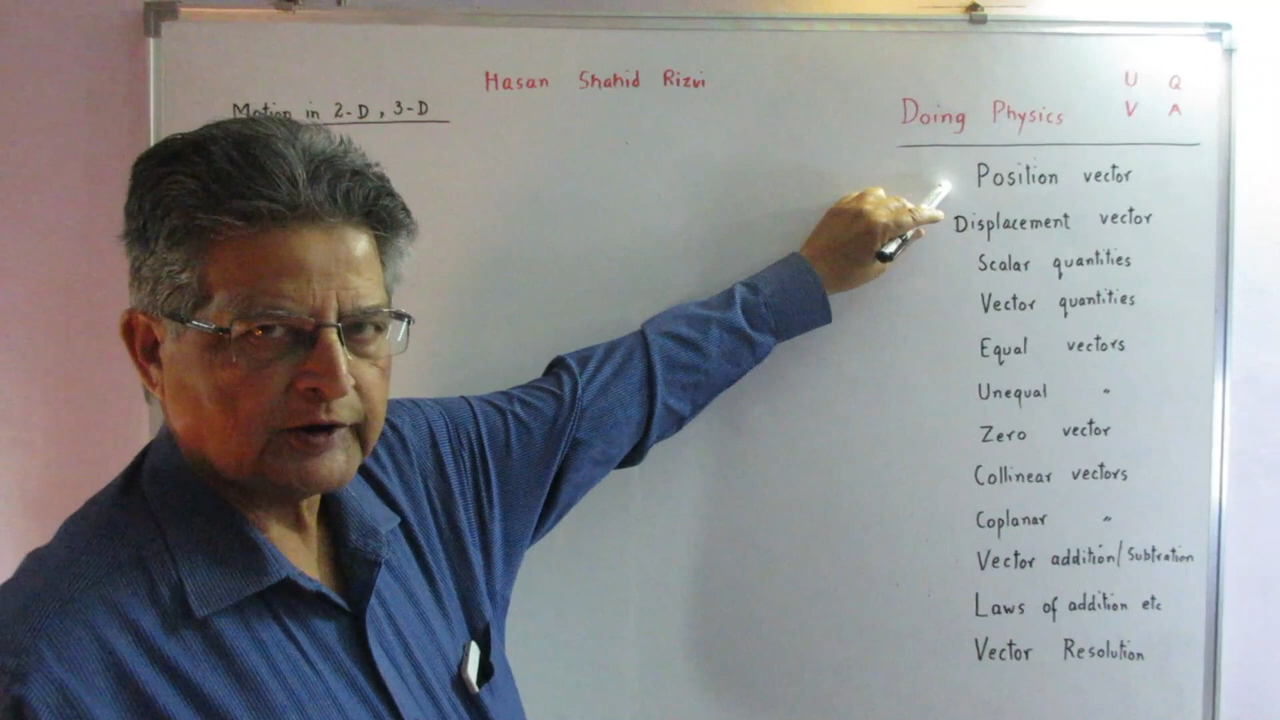 Hasan Shahid Rizvi
Motion in 2-D , 3-D
U Q
V A
Doing Physics
Position vector
Displacement vector
Scalar quantities
Vector quantities
Equal vectors
Unequal "
Zero vector
Collinear vectors
Coplanar "
Vector addition/Subtration
Laws of addition etc
Vector Resolution